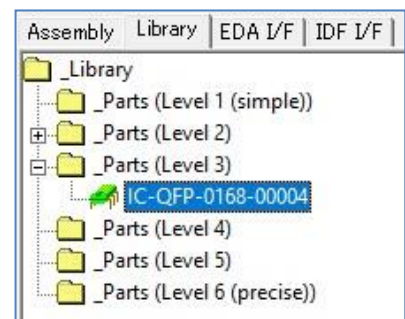 Assembly Library EDA I/F IDF I/F
_Library
_Parts (Level 1 (simple))
_Parts (Level 2)
_Parts (Level 3)
IC-QFP-0168-00004
_Parts (Level 4)
_Parts (Level 5)
_Parts (Level 6 (precise))